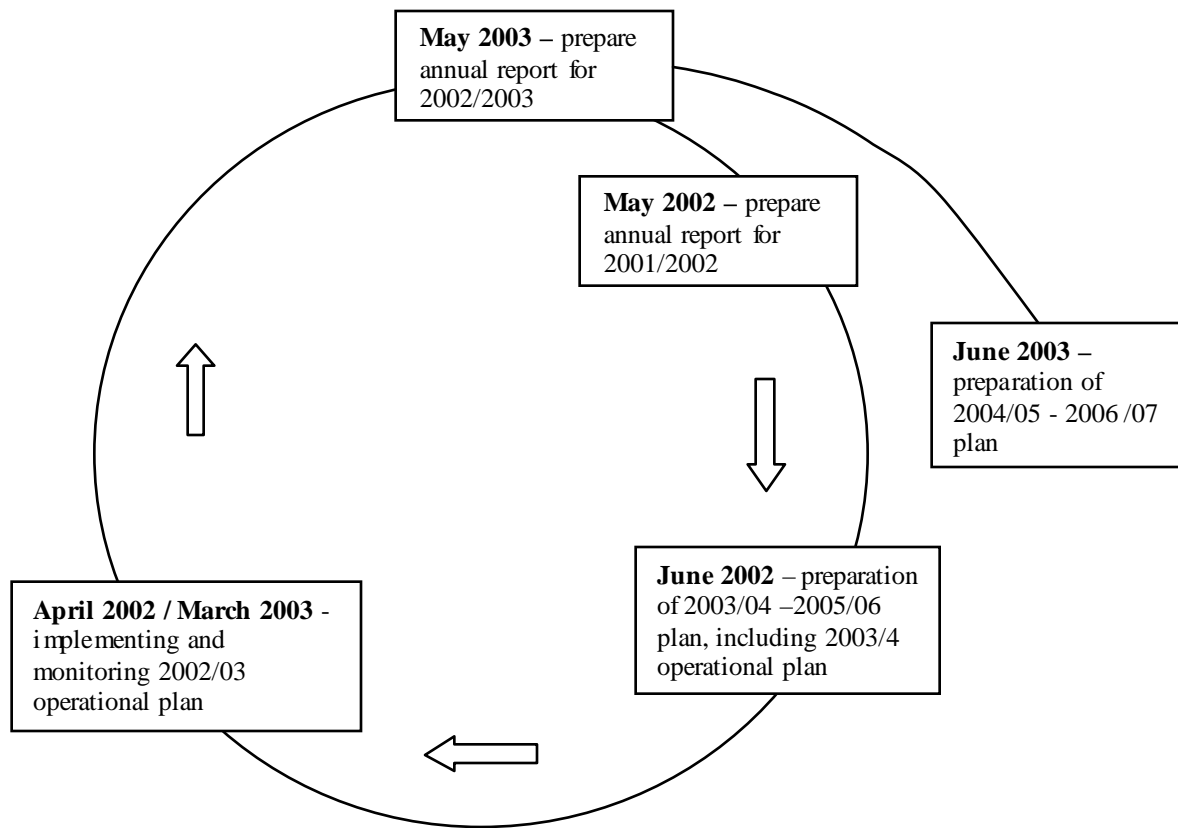 May 2003 – prepare
annual report for
2002/2003
May 2002 – prepare
annual report for
2001/2002
June 2003 –
preparation of
2004/05 - 2006/07
plan
June 2002 – preparation
of 2003/04 –2005/06
plan, including 2003/4
operational plan
April 2002 / March 2003 -
implementing and
monitoring 2002/03
operational plan